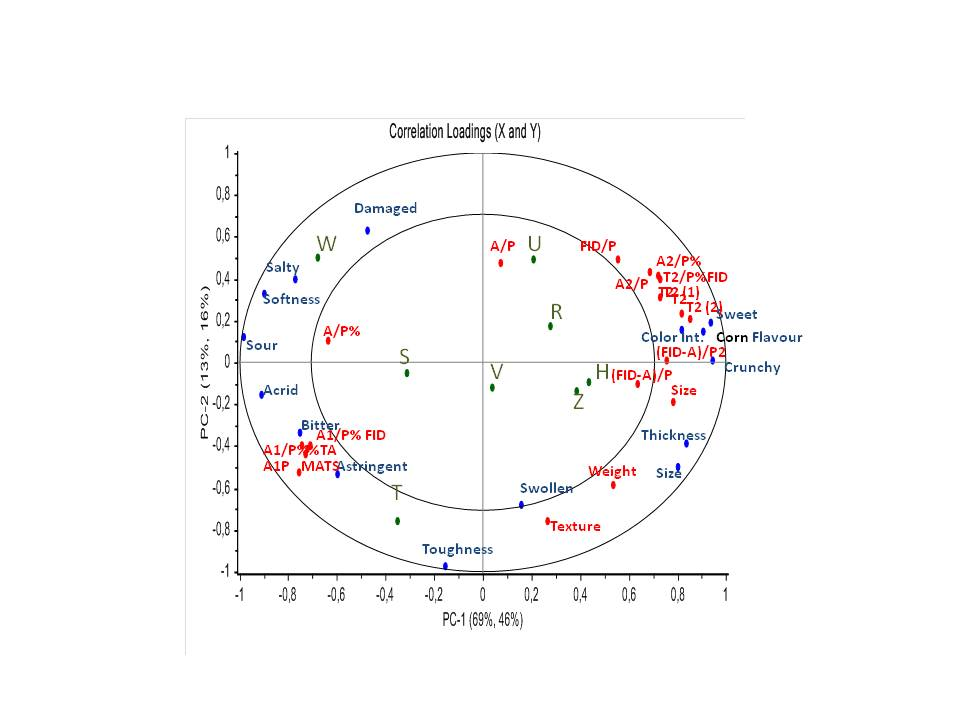 Correlation Loadings (X and Y)
1
0,8
Damaged
0,6
W
A/P
U
FID/P
Salty
A2/P%
0,4
A2/P
T2/P%FID
Softness
T2 (1)
T2 (2)
0,2
R
Sweet
A/P%
Color Int.
Corn Flavour
Sour
S
(FID-A)/P2
0
V
H
(FID-A)/P
Crunchy
Acrid
Z
Size
-0,2
Bitter
A1/P% FID
Thickness
-0,4
A1/P%
%TA
A1P
MATS
Astringent
Weight
Size
-0,6
T
Swollen
Texture
-0,8
Toughness
-1
-1 -0,8 -0,6 -0,4 -0,2 0 0,2 0,4 0,6 0,8 1
PC-1 (69%, 46%)
PC-2 (13%, 16%)